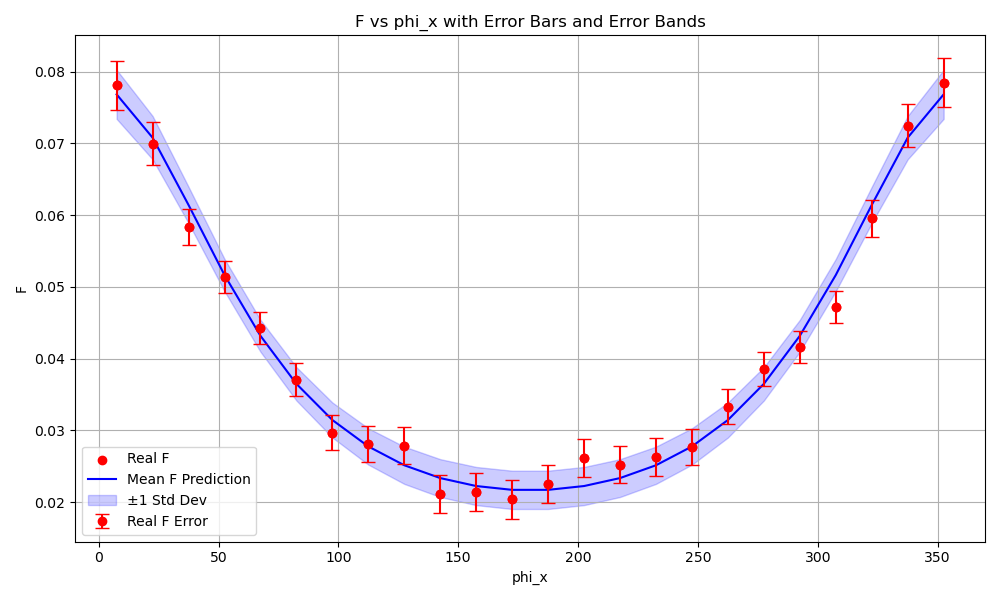 F vs phi_x with Error Bars and Error Bands
F
0.08
0.07
0.06
0.05
0.04
0.03
0.02
Real F
Mean F Prediction
±1 Std Dev
Real F Error
0 50 100 150 200 250 300 350
phi_x